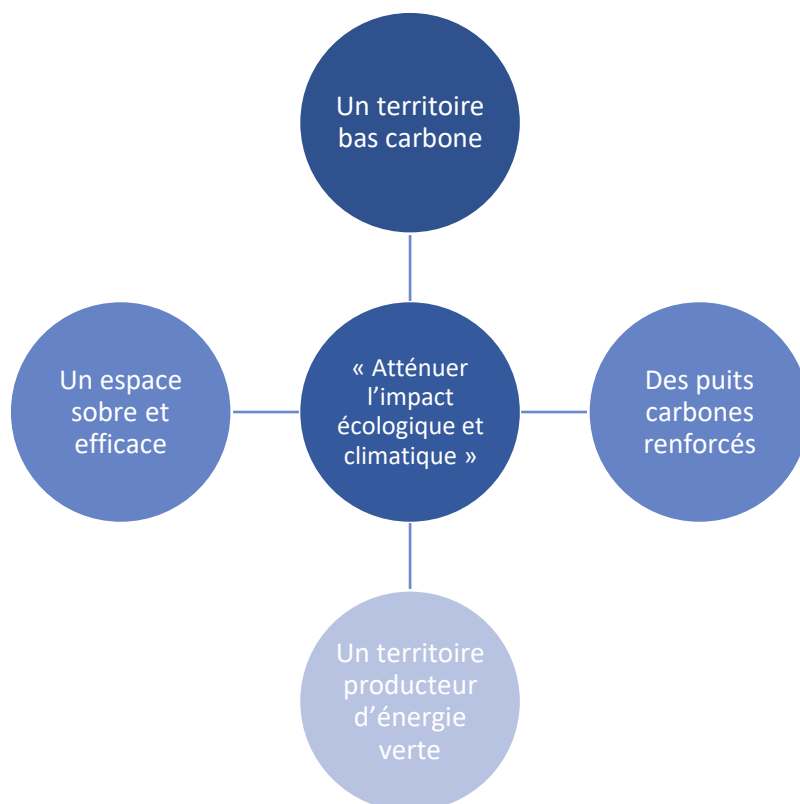 Un territoire
bas carbone
Un espace
sobre et
efficace
« Atténuer
l’impact
écologique et
climatique »
Des puits
carbones
renforcés
Un territoire
producteur
d’énergie
verte